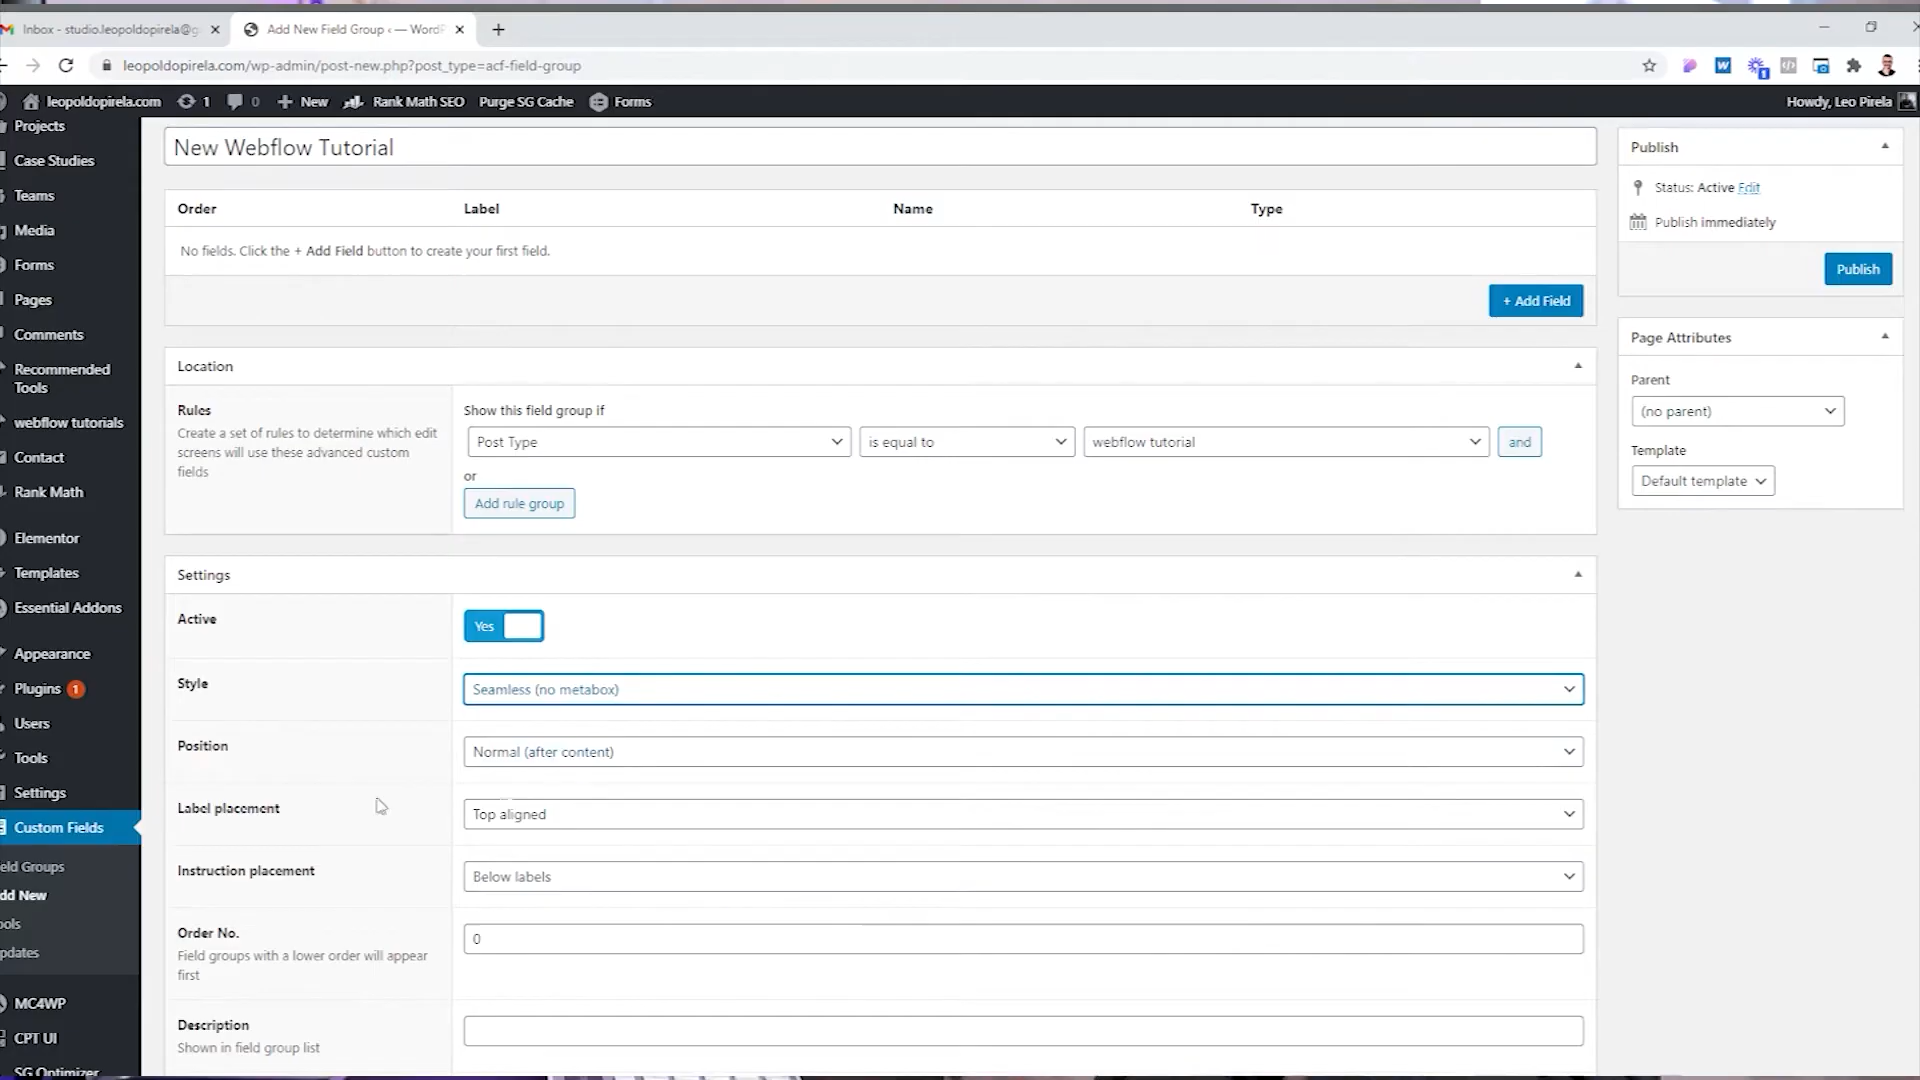 Inbox - studio.leopoldopirela@g
Add New Field Group ‹ — WordP
leopoldopirela.com/wp-admin/post-new.php?post_type=acf-field-group
leopoldopirela.com 1 0 New Rank Math SEO Purge SG Cache Forms Howdy, Leo Pirela
Projects
Case Studies
Teams
Media
Forms
Pages
Comments
Recommended
Tools
webflow tutorials
Contact
Rank Math
Elementor
Templates
Essential Addons
Appearance
Plugins 1
Users
Tools
Settings
Custom Fields
eld Groups
dd New
ools
pdates
MC4WP
CPT UI
SG Optimizer
New Webflow Tutorial
Order Label Name Type
No fields. Click the + Add Field button to create your first field.
+ Add Field
Location
Rules
Create a set of rules to determine which edit
screens will use these advanced custom
fields
Show this field group if
Post Type is equal to webflow tutorial and
or
Add rule group
Settings
Active
Yes
Style
Seamless (no metabox)
Position
Normal (after content)
Label placement
Top aligned
Instruction placement
Below labels
Order No.
Field groups with a lower order will appear
first
0
Description
Shown in field group list
Publish
Status: Active Edit
Publish immediately
Publish
Page Attributes
Parent
(no parent)
Template
Default template